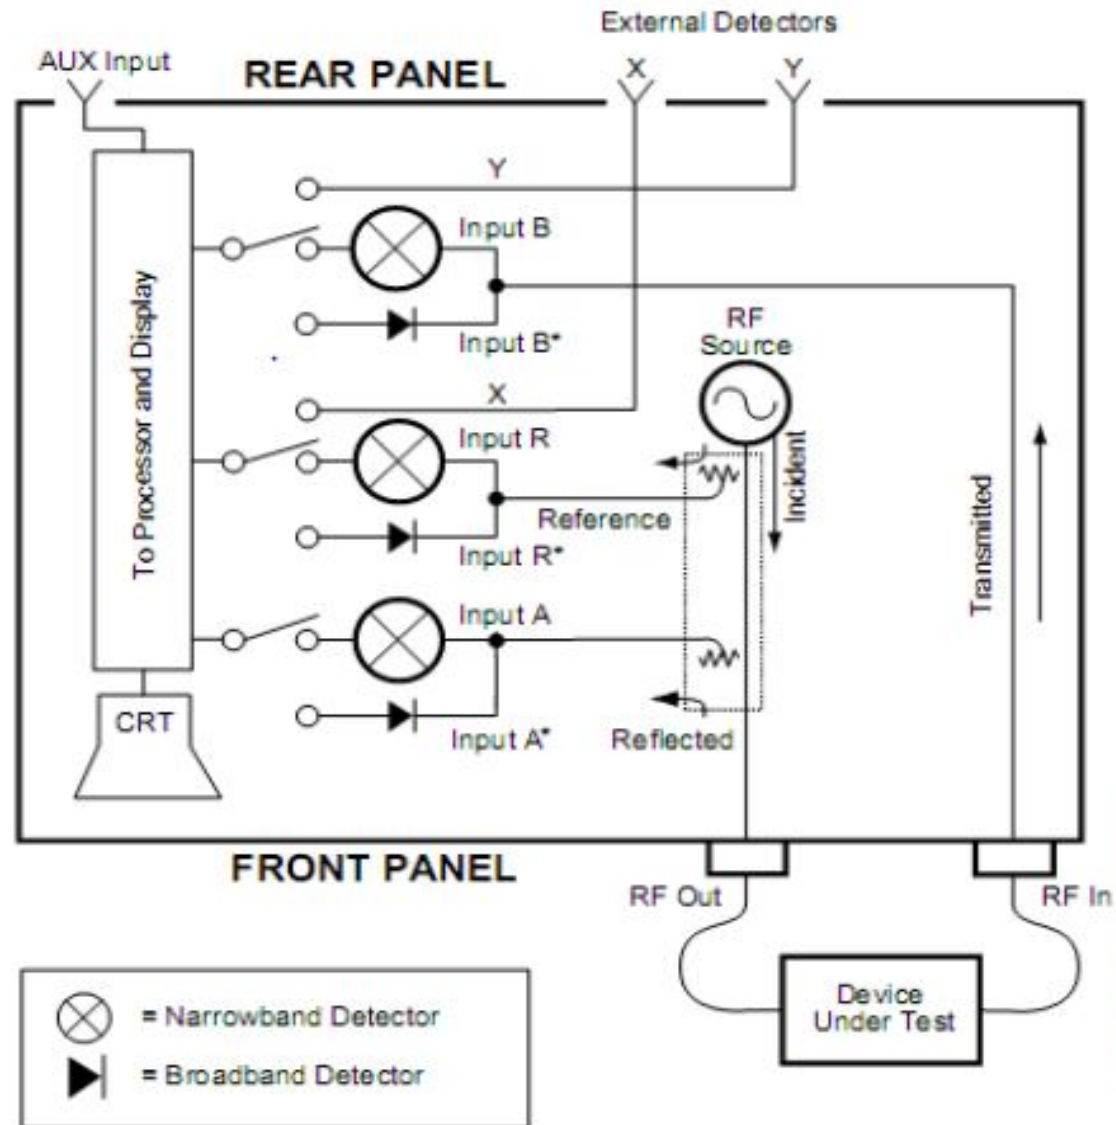 External Detectors
AUX Input
REAR PANEL
X
Y
Y
Input B
Input B*
To Processor and Display
RF
Source
X
Input R
Reference
Input R*
Incident
Transmitted
Input A
Input A*
Reflected
CRT
FRONT PANEL
RF Out
RF In
Device
Under Test
= Narrowband Detector
= Broadband Detector